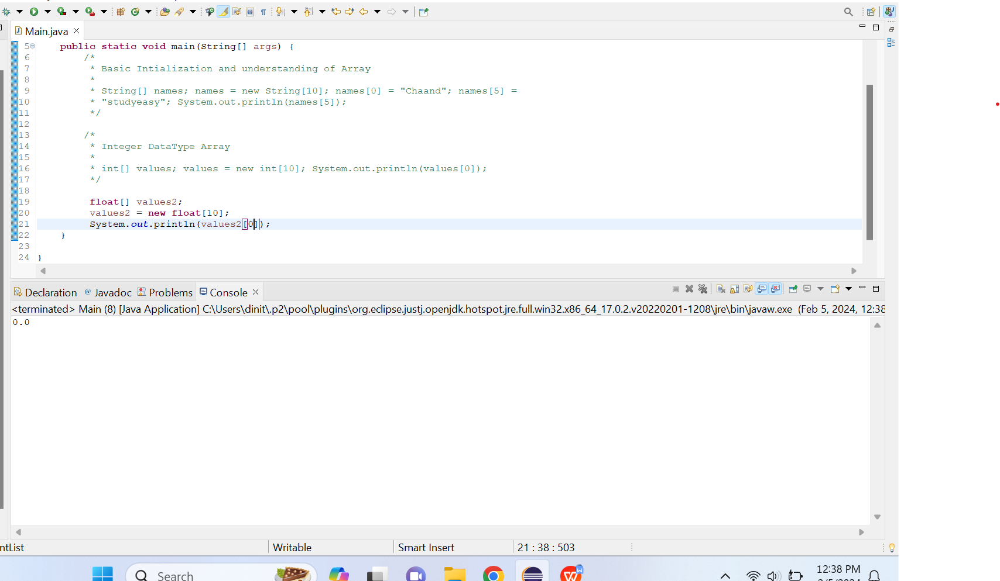 Main.java
5 public static void main(String[] args) {
6 /*
7 * Basic Intialization and understanding of Array
8 *
9 * String[] names; names = new String[10]; names[0] = "Chaand"; names[5] =
10 * "studyeasy"; System.out.println(names[5]);
11 */
12
13 /*
14 * Integer DataType Array
15 *
16 * int[] values; values = new int[10]; System.out.println(values[0]);
17 */
18
19 float[] values2;
20 values2 = new float[10];
21 System.out.println(values2[0]);
22 }
23
24 }
Declaration @ Javadoc Problems Console
<terminated> Main (8) [Java Application] C:\Users\dinit\.p2\pool\plugins\org.eclipse.justj.openjdk.hotspot.jre.full.win32.x86_64_17.0.2.v20220201-1208\jre\bin\javaw.exe (Feb 5, 2024, 12:38
0.0
ntList Writable Smart Insert 21 : 38 : 503
Search
12:38 PM